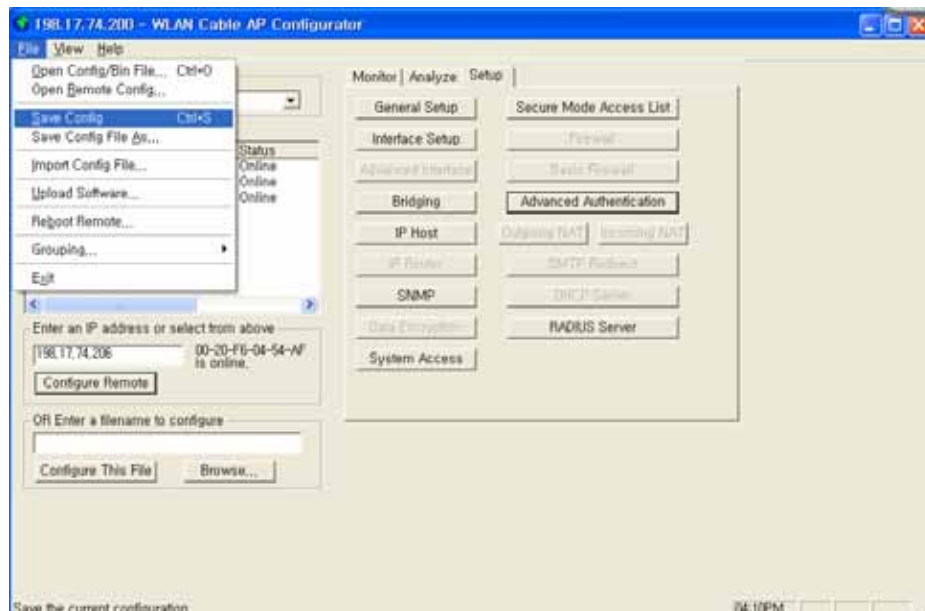 198.17.74.200 - WLAN Cable AP Configurator
File View Help
Open Config/Bin File... Ctrl+O
Open Remote Config...
Save Config Ctrl+S
Save Config File As...
Import Config File...
Upload Software...
Reboot Remote...
Grouping...
Exit
Status
Online
Online
Online
Enter an IP address or select from above
198.17.74.206
00-20-F6-04-54-AF
is online.
Configure Remote
OR Enter a filename to configure
Configure This File Browse...
Monitor Analyze Setup
General Setup Secure Mode Access List
Interface Setup Firewall
Advanced Interface Basic Firewall
Bridging Advanced Authentication
IP Host Outgoing NAT Incoming NAT
IP Router SMTP Redirect
SNMP DHCP Server
Data Encryption RADIUS Server
System Access
Save the current configuration
04:10PM